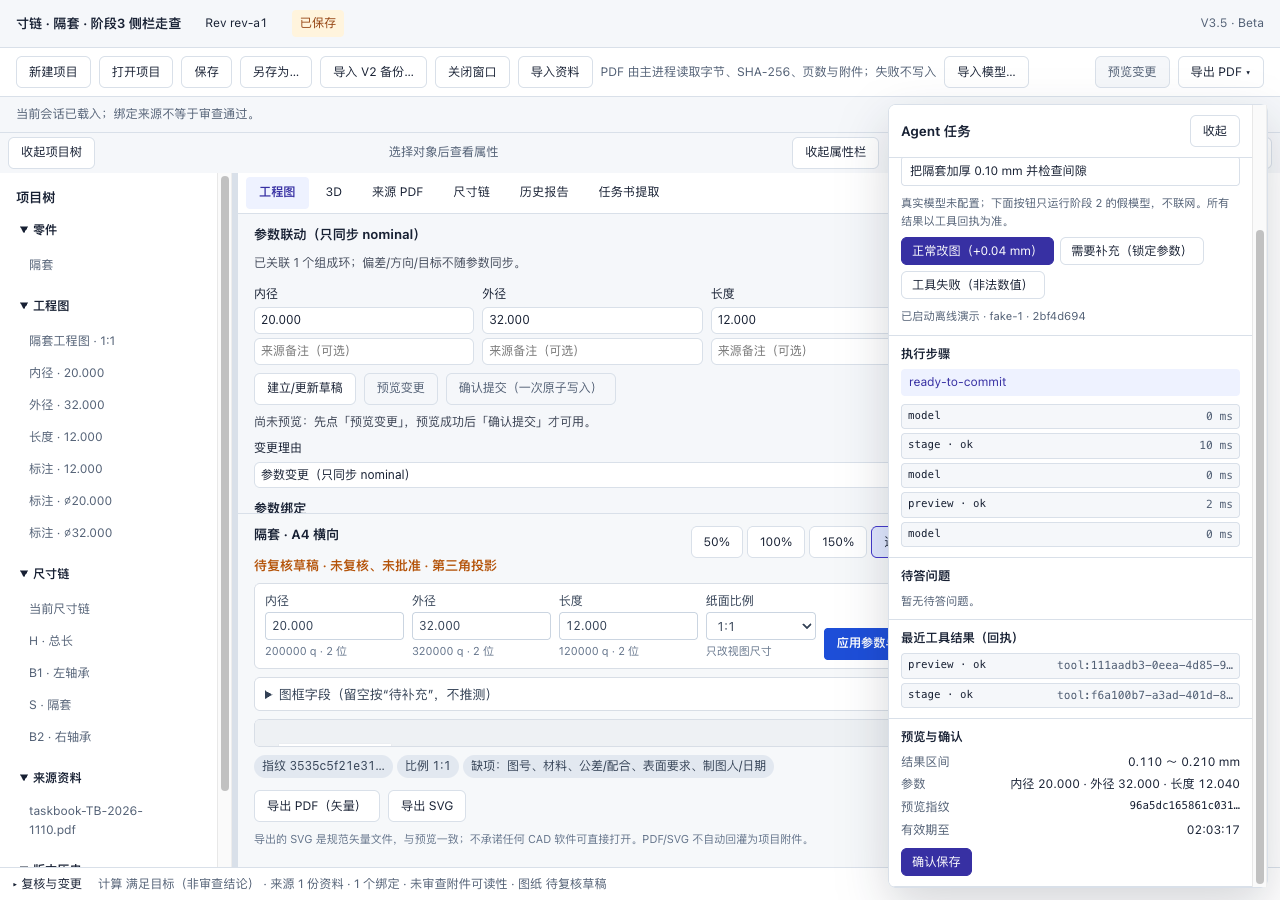 寸链 · 隔套 · 阶段3 侧栏走查 Rev rev-a1 已保存 V3.5 · Beta
新建项目 打开项目 保存 另存为… 导入 V2 备份… 关闭窗口 导入资料 PDF 由主进程读取字节、SHA-256、页数与附件；失败不写入 导入模型… 预览变更 导出 PDF ▾
当前会话已载入；绑定来源不等于审查通过。
收起项目树 选择对象后查看属性 收起属性栏
项目树
▼ 零件
隔套
▼ 工程图
隔套工程图 · 1:1
内径 · 20.000
外径 · 32.000
长度 · 12.000
标注 · 12.000
标注 · ⌀20.000
标注 · ⌀32.000
▼ 尺寸链
当前尺寸链
H · 总长
B1 · 左轴承
S · 隔套
B2 · 右轴承
▼ 来源资料
taskbook-TB-2026-
1110.pdf
工程图 3D 来源 PDF 尺寸链 历史报告 任务书提取
参数联动（只同步 nominal）
已关联 1 个组成环；偏差/方向/目标不随参数同步。
内径 外径 长度
20.000 32.000 12.000
来源备注（可选） 来源备注（可选） 来源备注（可选）
建立/更新草稿 预览变更 确认提交（一次原子写入）
尚未预览：先点「预览变更」，预览成功后「确认提交」才可用。
变更理由
参数变更（只同步 nominal）
参数绑定
隔套 · A4 横向 50% 100% 150%
待复核草稿 · 未复核、未批准 · 第三角投影
内径 外径 长度 纸面比例
20.000 32.000 12.000 1:1
200000 q · 2 位 320000 q · 2 位 120000 q · 2 位 只改视图尺寸 应用参数
▶ 图框字段（留空按“待补充”，不推测）
指纹 3535c5f21e31… 比例 1:1 缺项：图号、材料、公差/配合、表面要求、制图人/日期
导出 PDF（矢量） 导出 SVG
导出的 SVG 是规范矢量文件，与预览一致；不承诺任何 CAD 软件可直接打开。PDF/SVG 不自动回灌为项目附件。
Agent 任务 收起
把隔套加厚 0.10 mm 并检查间隙
真实模型未配置；下面按钮只运行阶段 2 的假模型，不联网。所有
结果以工具回执为准。
正常改图（+0.04 mm） 需要补充（锁定参数）
工具失败（非法数值）
已启动离线演示 · fake-1 · 2bf4d694
执行步骤
ready-to-commit
model 0 ms
stage · ok 10 ms
model 0 ms
preview · ok 2 ms
model 0 ms
待答问题
暂无待答问题。
最近工具结果（回执）
preview · ok tool:111aadb3-0eea-4d85-9…
stage · ok tool:f6a100b7-a3ad-401d-8…
预览与确认
结果区间 0.110 ～ 0.210 mm
参数 内径 20.000 · 外径 32.000 · 长度 12.040
预览指纹 96a5dc165861c031…
有效期至 02:03:17
确认保存
▸ 复核与变更 计算 满足目标（非审查结论） · 来源 1 份资料 · 1 个绑定 · 未审查附件可读性 · 图纸 待复核草稿